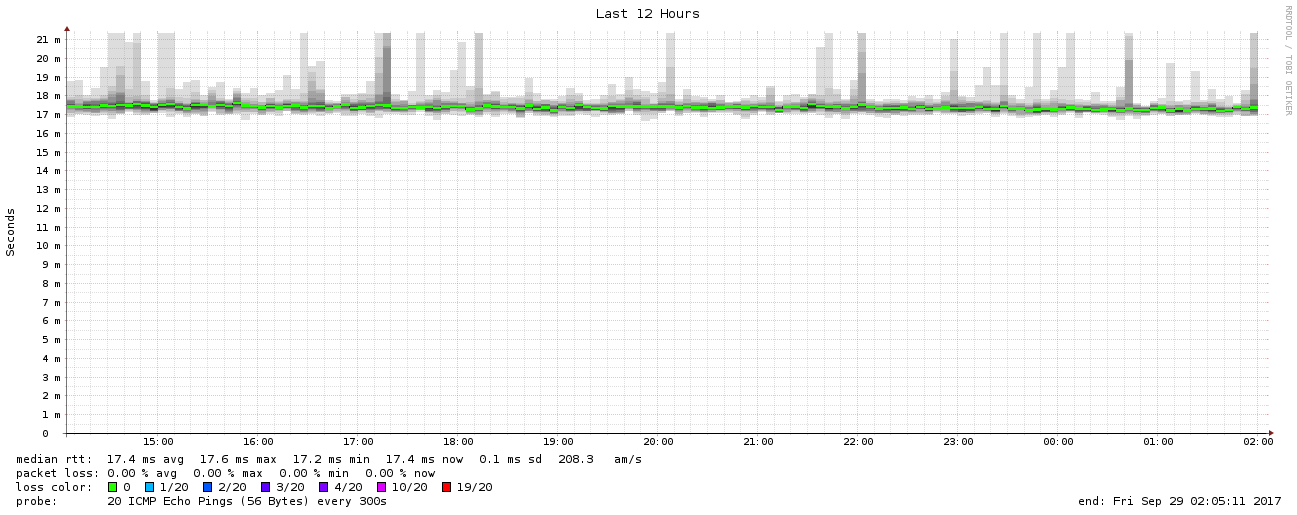 Last 12 Hours
RRDTOOL / TOBI OETIKER
Seconds
21 m
20 m
19 m
18 m
17 m
16 m
15 m
14 m
13 m
12 m
11 m
10 m
9 m
8 m
7 m
6 m
5 m
4 m
3 m
2 m
1 m
0
15:00 16:00 17:00 18:00 19:00 20:00 21:00 22:00 23:00 00:00 01:00 02:00
median rtt: 17.4 ms avg 17.6 ms max 17.2 ms min 17.4 ms now 0.1 ms sd 208.3 am/s
packet loss: 0.00 % avg 0.00 % max 0.00 % min 0.00 % now
loss color: 0 1/20 2/20 3/20 4/20 10/20 19/20
probe: 20 ICMP Echo Pings (56 Bytes) every 300s end: Fri Sep 29 02:05:11 2017